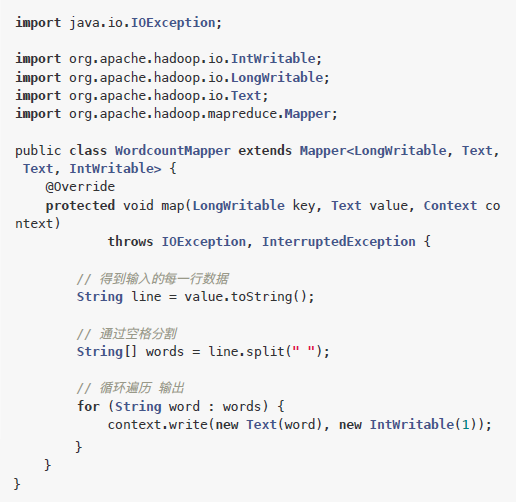 import java.io.IOException;

import org.apache.hadoop.io.IntWritable;
import org.apache.hadoop.io.LongWritable;
import org.apache.hadoop.io.Text;
import org.apache.hadoop.mapreduce.Mapper;

public class WordcountMapper extends Mapper<LongWritable, Text,
 Text, IntWritable> {
    @Override
    protected void map(LongWritable key, Text value, Context co
ntext)
            throws IOException, InterruptedException {

        // 得到输入的每一行数据
        String line = value.toString();

        // 通过空格分割
        String[] words = line.split(" ");

        // 循环遍历 输出
        for (String word : words) {
            context.write(new Text(word), new IntWritable(1));
        }
    }
}